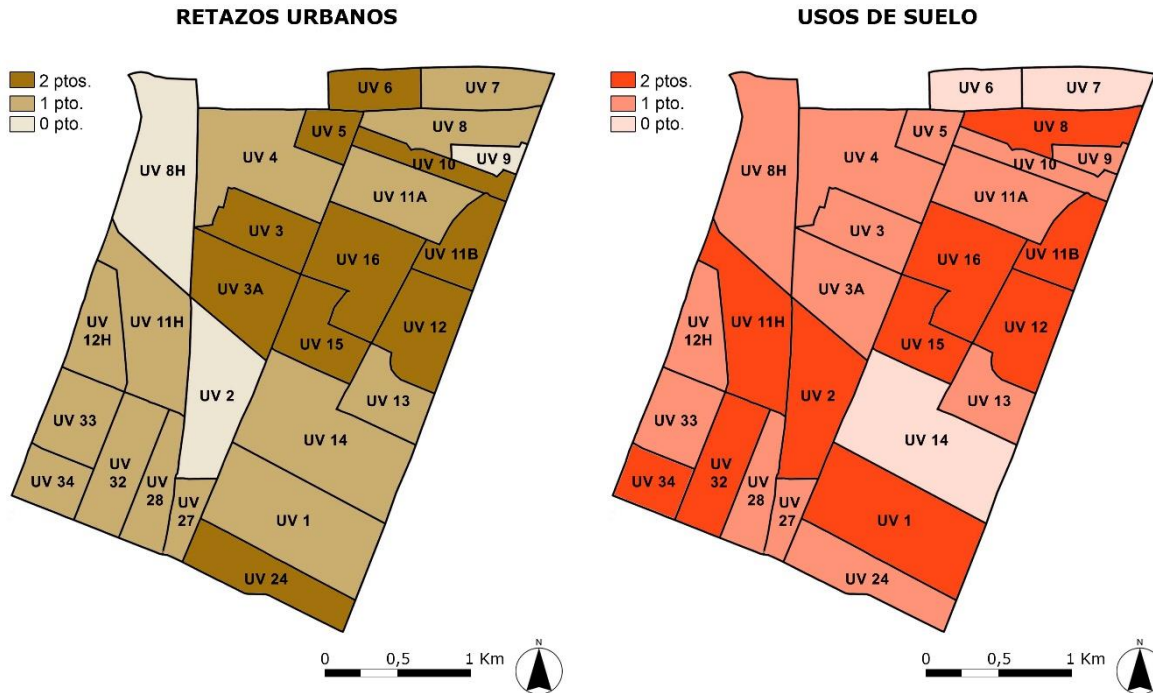 RETAZOS URBANOS
2 ptos.
1 pto.
0 pto.
UV 6
UV 7
UV 5
UV 8
UV 10
UV 9
UV 4
UV 8H
UV 11A
UV 3
UV 16
UV 11B
UV 3A
UV 12
UV
12H
UV 11H
UV 15
UV 2
UV 13
UV 33
UV 14
UV 34
UV
32
UV
28
UV
27
UV 1
UV 24
0 0,5 1 Km
N
USOS DE SUELO
2 ptos.
1 pto.
0 pto.
UV 6
UV 7
UV 5
UV 8
UV 10
UV 9
UV 4
UV 8H
UV 11A
UV 3
UV 16
UV 11B
UV 3A
UV 12
UV
12H
UV 11H
UV 15
UV 2
UV 13
UV 33
UV 14
UV 34
UV
32
UV
28
UV
27
UV 1
UV 24
0 0,5 1 Km
N